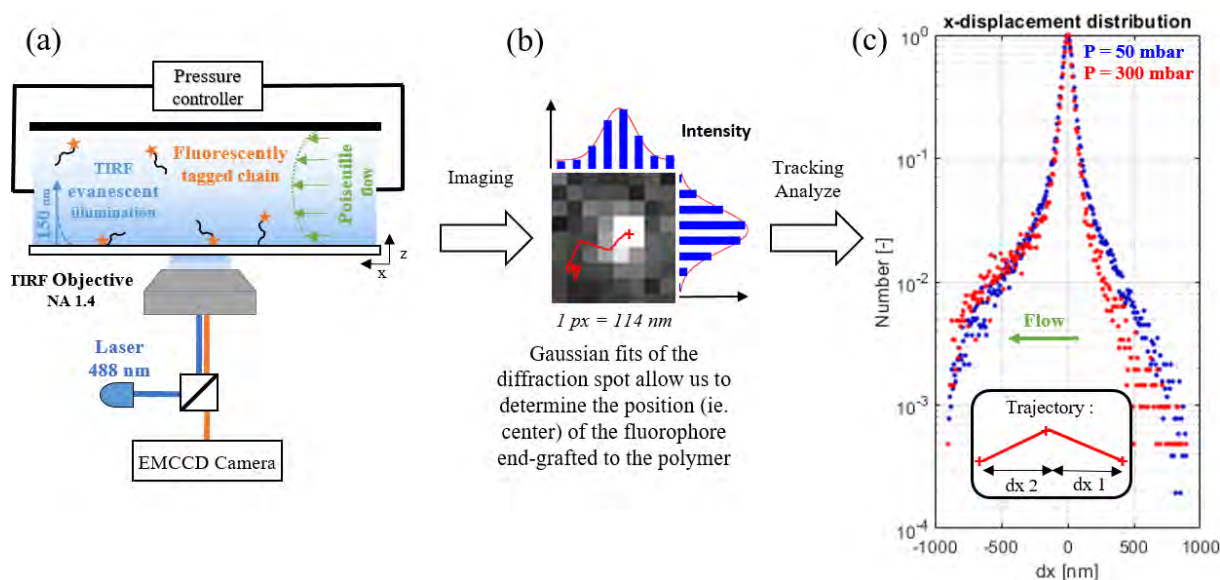 (a)
Pressure
controller
TIRF
evanescent
illumination
150 nm
Fluorescently
tagged chain
Poiseuille
flow
z
x
TIRF Objective
NA 1.4
Laser
488 nm
EMCCD Camera
Imaging
(b)
Intensity
1 px = 114 nm
Gaussian fits of the
diffraction spot allow us to
determine the position (ie.
center) of the fluorophore
end-grafted to the polymer
Tracking
Analyze
(c)
x-displacement distribution
P = 50 mbar
P = 300 mbar
Number [-]
10^0
10^-1
10^-2
10^-3
10^-4
Flow
Trajectory :
dx 2
dx 1
-1000 -500 0 500 1000
dx [nm]